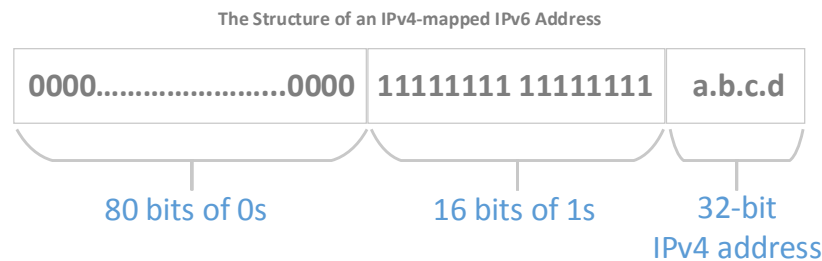 The Structure of an IPv4-mapped IPv6 Address
0000........................0000 11111111 11111111 a.b.c.d
80 bits of 0s 16 bits of 1s 32-bit
IPv4 address